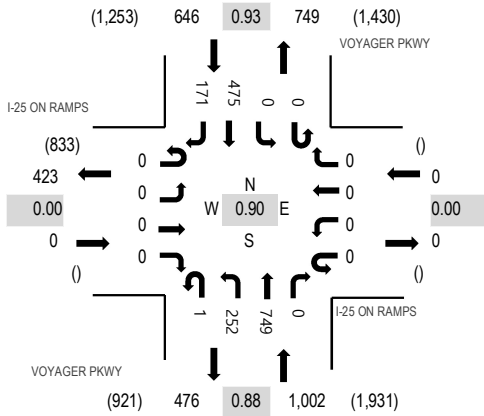 (1,253) 646 0.93 749 (1,430)
VOYAGER PKWY
171 475 0 0
I-25 ON RAMPS
(833) 0 0 ()
423 0
0 0
0.00 N 0.00
W 0.90 E
0 S 0
0 0
0 0
() 0 0 ()
1 252 749 0
I-25 ON RAMPS
VOYAGER PKWY
(921) 476 0.88 1,002 (1,931)